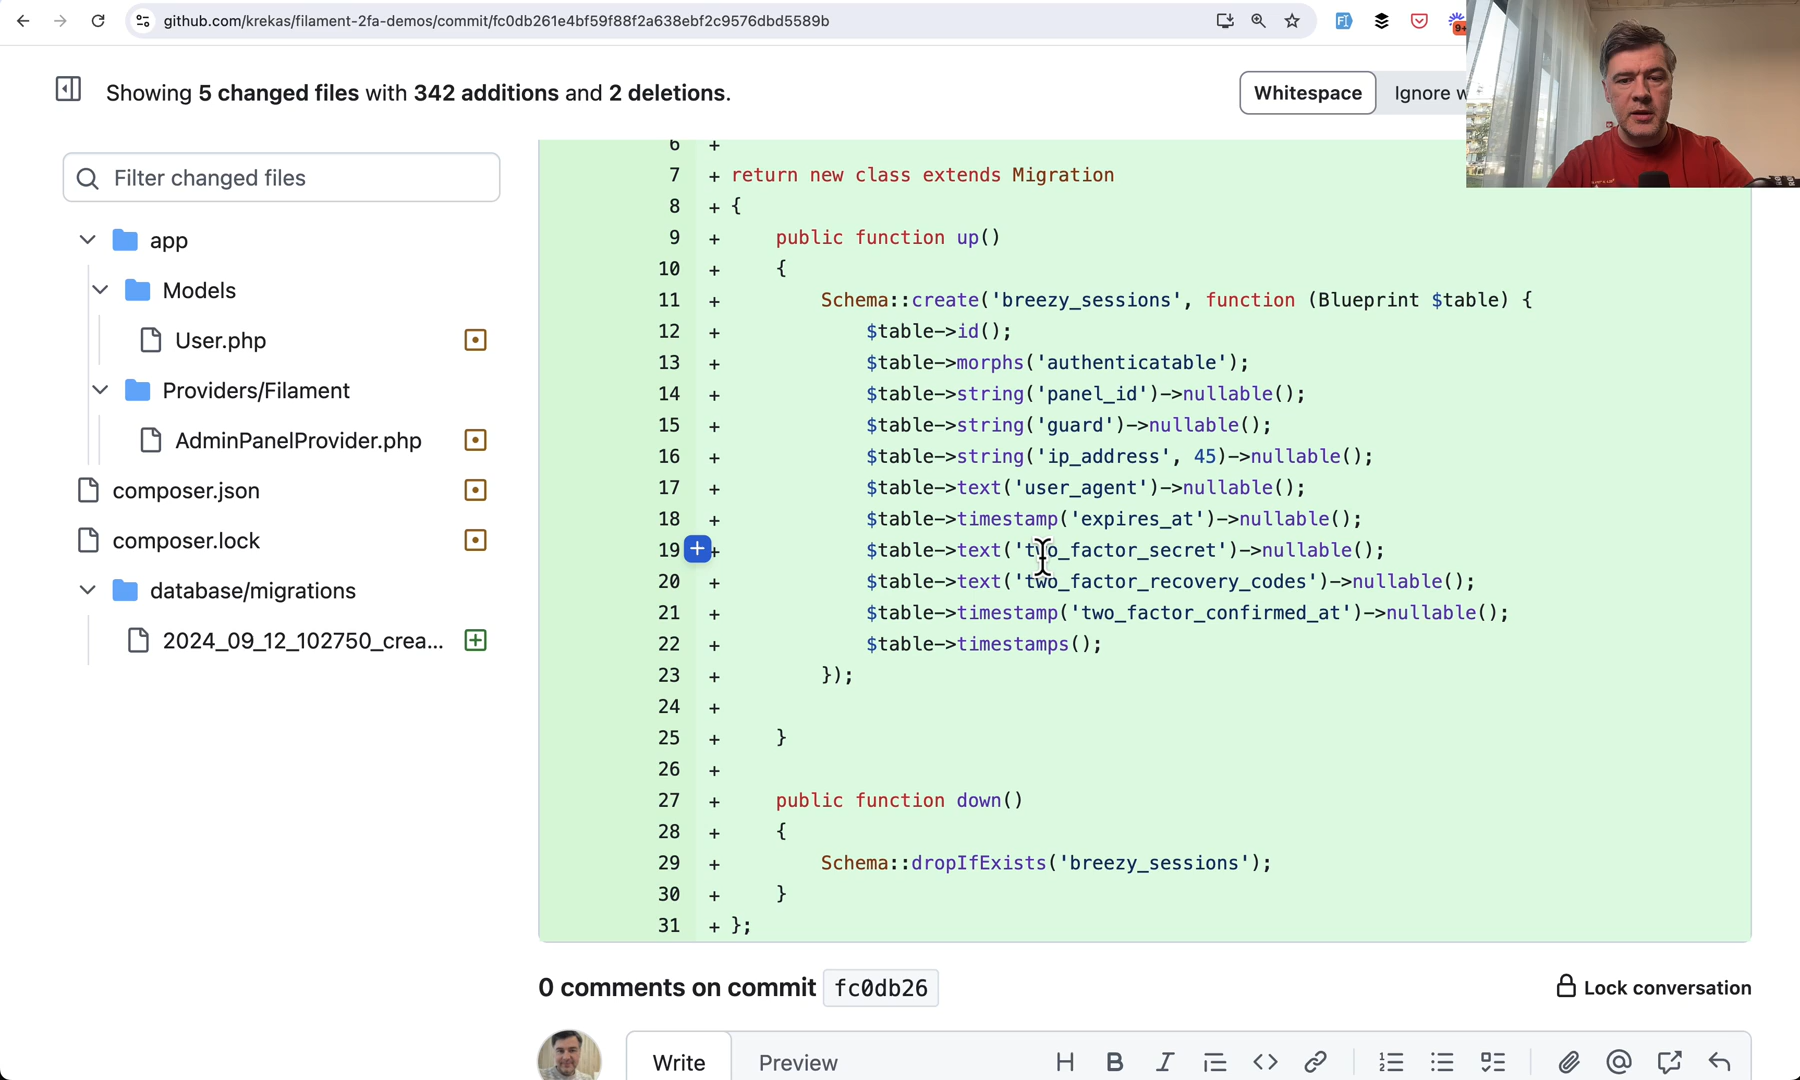 github.com/krekas/filament-2fa-demos/commit/fc0db261e4bf59f88f2a638ebf2c9576dbd5589b
9+
Showing 5 changed files with 342 additions and 2 deletions.
Whitespace
Ignore w
Filter changed files
app
Models
User.php
Providers/Filament
AdminPanelProvider.php
composer.json
composer.lock
database/migrations
2024_09_12_102750_crea...
6 +
7 + return new class extends Migration
8 + {
9 + public function up()
10 + {
11 + Schema::create('breezy_sessions', function (Blueprint $table) {
12 + $table->id();
13 + $table->morphs('authenticatable');
14 + $table->string('panel_id')->nullable();
15 + $table->string('guard')->nullable();
16 + $table->string('ip_address', 45)->nullable();
17 + $table->text('user_agent')->nullable();
18 + $table->timestamp('expires_at')->nullable();
19 + $table->text('two_factor_secret')->nullable();
20 + $table->text('two_factor_recovery_codes')->nullable();
21 + $table->timestamp('two_factor_confirmed_at')->nullable();
22 + $table->timestamps();
23 + });
24 +
25 + }
26 +
27 + public function down()
28 + {
29 + Schema::dropIfExists('breezy_sessions');
30 + }
31 + };
0 comments on commit fc0db26
Lock conversation
Write
Preview